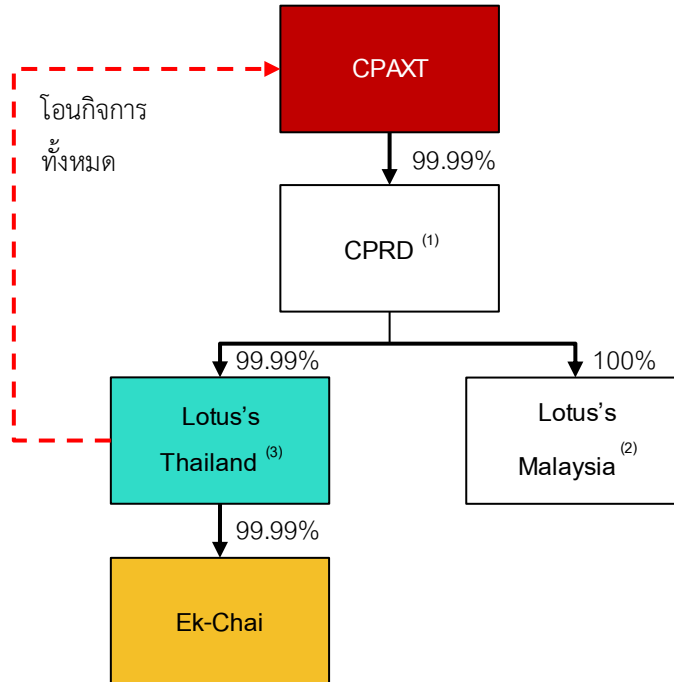 CPAXT
โอนกิจการ
ทั้งหมด
99.99%
CPRD (1)
99.99%
100%
Lotus’s
Thailand (3)
Lotus’s
Malaysia (2)
99.99%
Ek-Chai